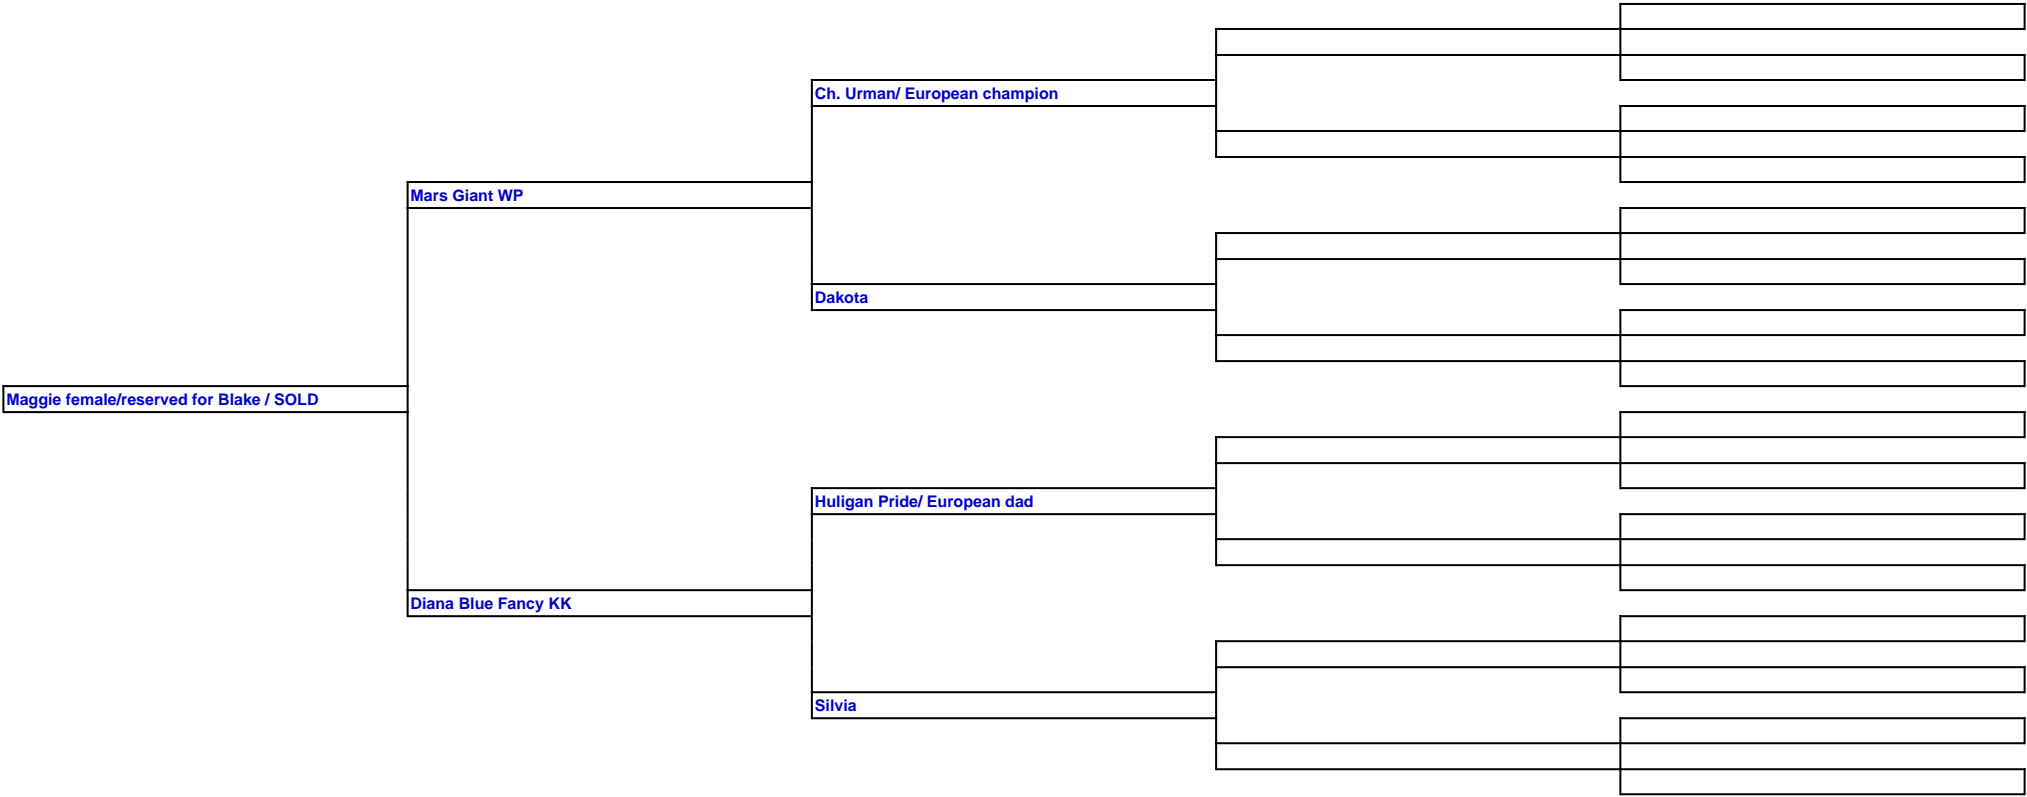 Ch. Urman/ European champion
Mars Giant WP
Dakota
Maggie female/reserved for Blake / SOLD
Huligan Pride/ European dad
Diana Blue Fancy KK
Silvia